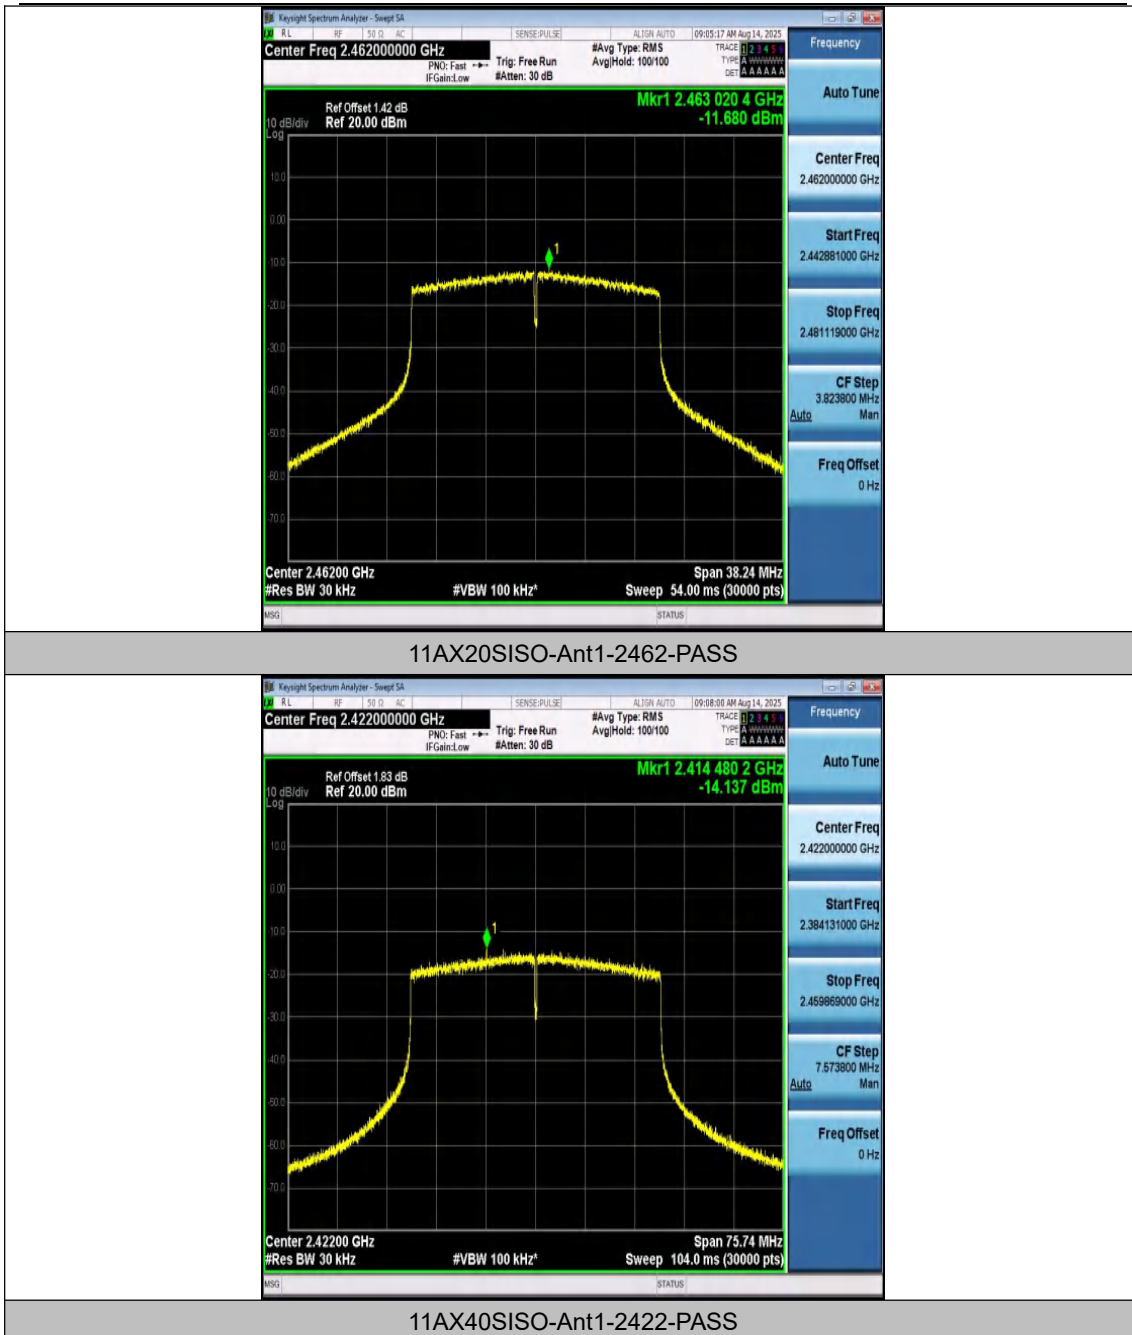 Keysight Spectrum Analyzer - Swept SA
RL RF 50 Ω AC SENSE:PULSE ALIGN AUTO 09:05:17 AM Aug 14, 2025
Center Freq 2.462000000 GHz #Avg Type: RMS TRACE 1 2 3 4 5 6
PNO: Fast Trig: Free Run Avg|Hold: 100/100 TYPE A WWWWW
IFGain:Low #Atten: 30 dB DET A A A A A A
Frequency
Auto Tune
Mkr1 2.463 020 4 GHz
Ref Offset 1.42 dB
10 dB/div Ref 20.00 dBm -11.680 dBm
Log
10.0
0.00
-10.0
-20.0
-30.0
-40.0
-50.0
-60.0
-70.0
1
Center Freq
2.462000000 GHz
Start Freq
2.442881000 GHz
Stop Freq
2.481119000 GHz
CF Step
3.823800 MHz
Auto Man
Freq Offset
0 Hz
Center 2.46200 GHz Span 38.24 MHz
#Res BW 30 kHz #VBW 100 kHz* Sweep 54.00 ms (30000 pts)
MSG STATUS
11AX20SISO-Ant1-2462-PASS
Keysight Spectrum Analyzer - Swept SA
RL RF 50 Ω AC SENSE:PULSE ALIGN AUTO 09:08:00 AM Aug 14, 2025
Center Freq 2.422000000 GHz #Avg Type: RMS TRACE 1 2 3 4 5 6
PNO: Fast Trig: Free Run Avg|Hold: 100/100 TYPE A WWWWW
IFGain:Low #Atten: 30 dB DET A A A A A A
Frequency
Auto Tune
Mkr1 2.414 480 2 GHz
Ref Offset 1.83 dB
10 dB/div Ref 20.00 dBm -14.137 dBm
Log
10.0
0.00
-10.0
-20.0
-30.0
-40.0
-50.0
-60.0
-70.0
1
Center Freq
2.422000000 GHz
Start Freq
2.384131000 GHz
Stop Freq
2.459869000 GHz
CF Step
7.573800 MHz
Auto Man
Freq Offset
0 Hz
Center 2.42200 GHz Span 75.74 MHz
#Res BW 30 kHz #VBW 100 kHz* Sweep 104.0 ms (30000 pts)
MSG STATUS
11AX40SISO-Ant1-2422-PASS